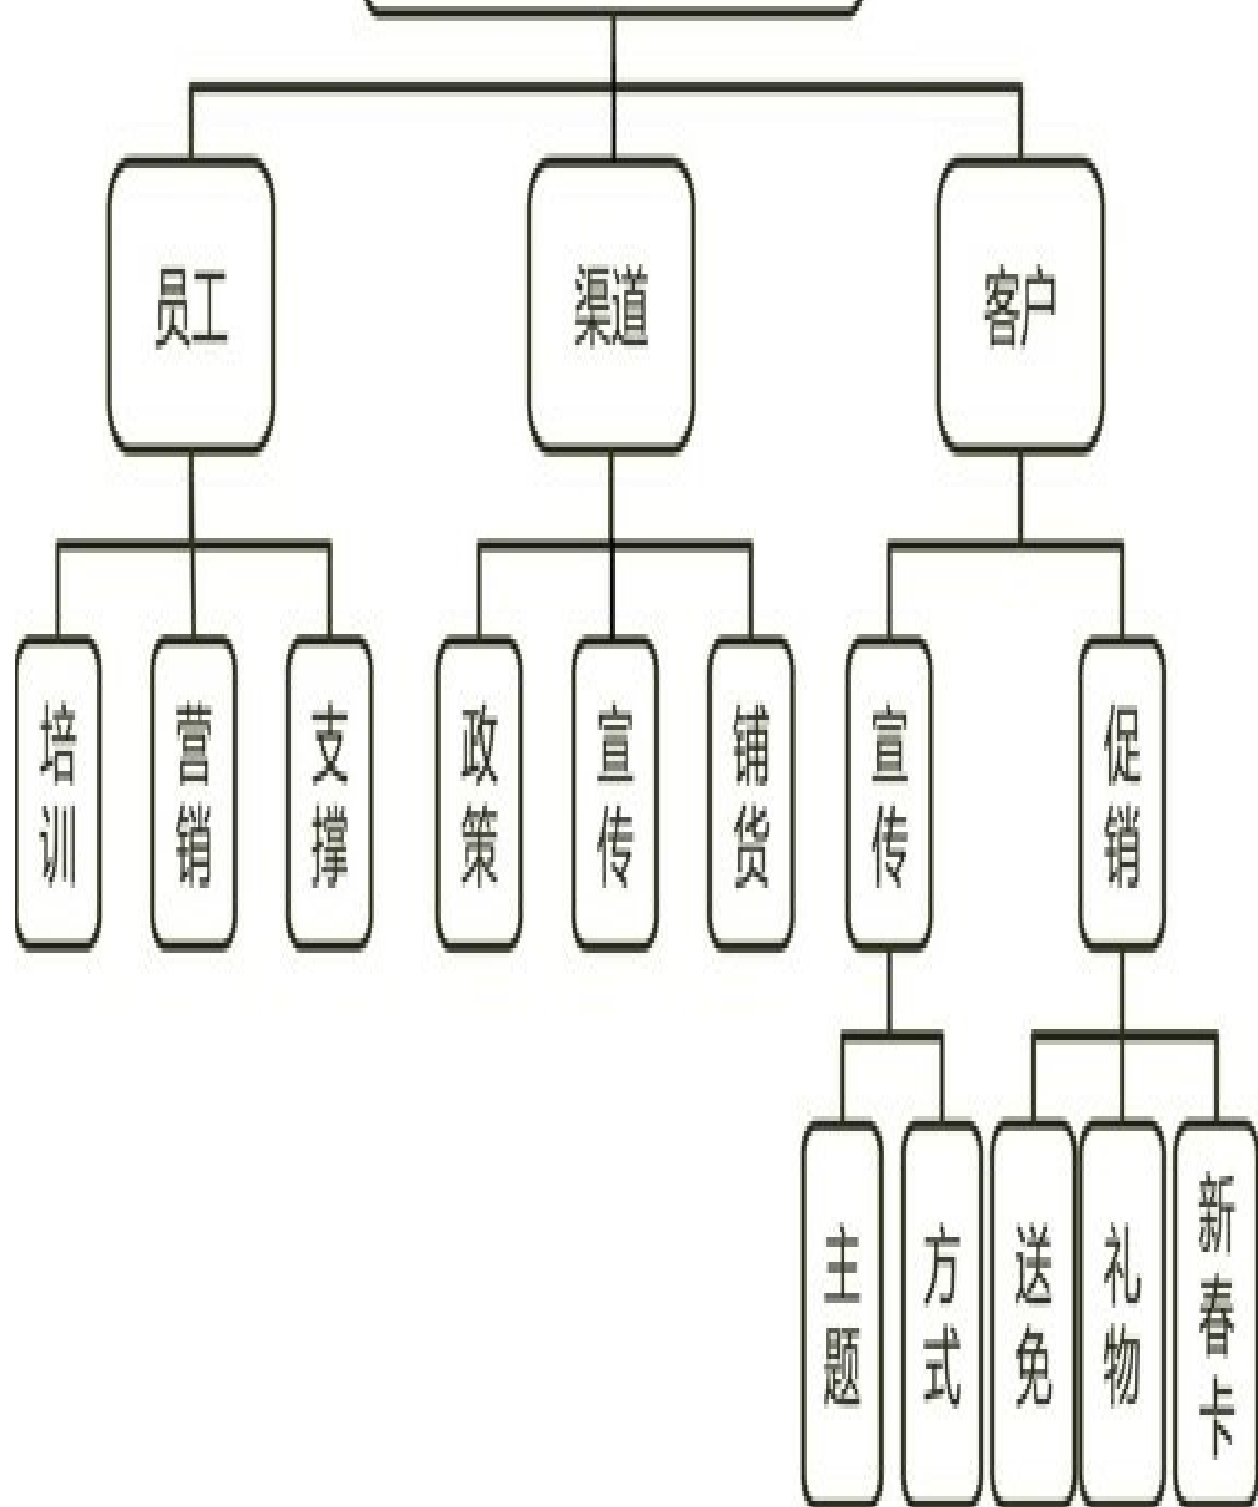 员工
渠道
客户
培训
营销
支撑
政策
宣传
铺货
宣传
促销
主题
方式
送免
礼物
新春卡